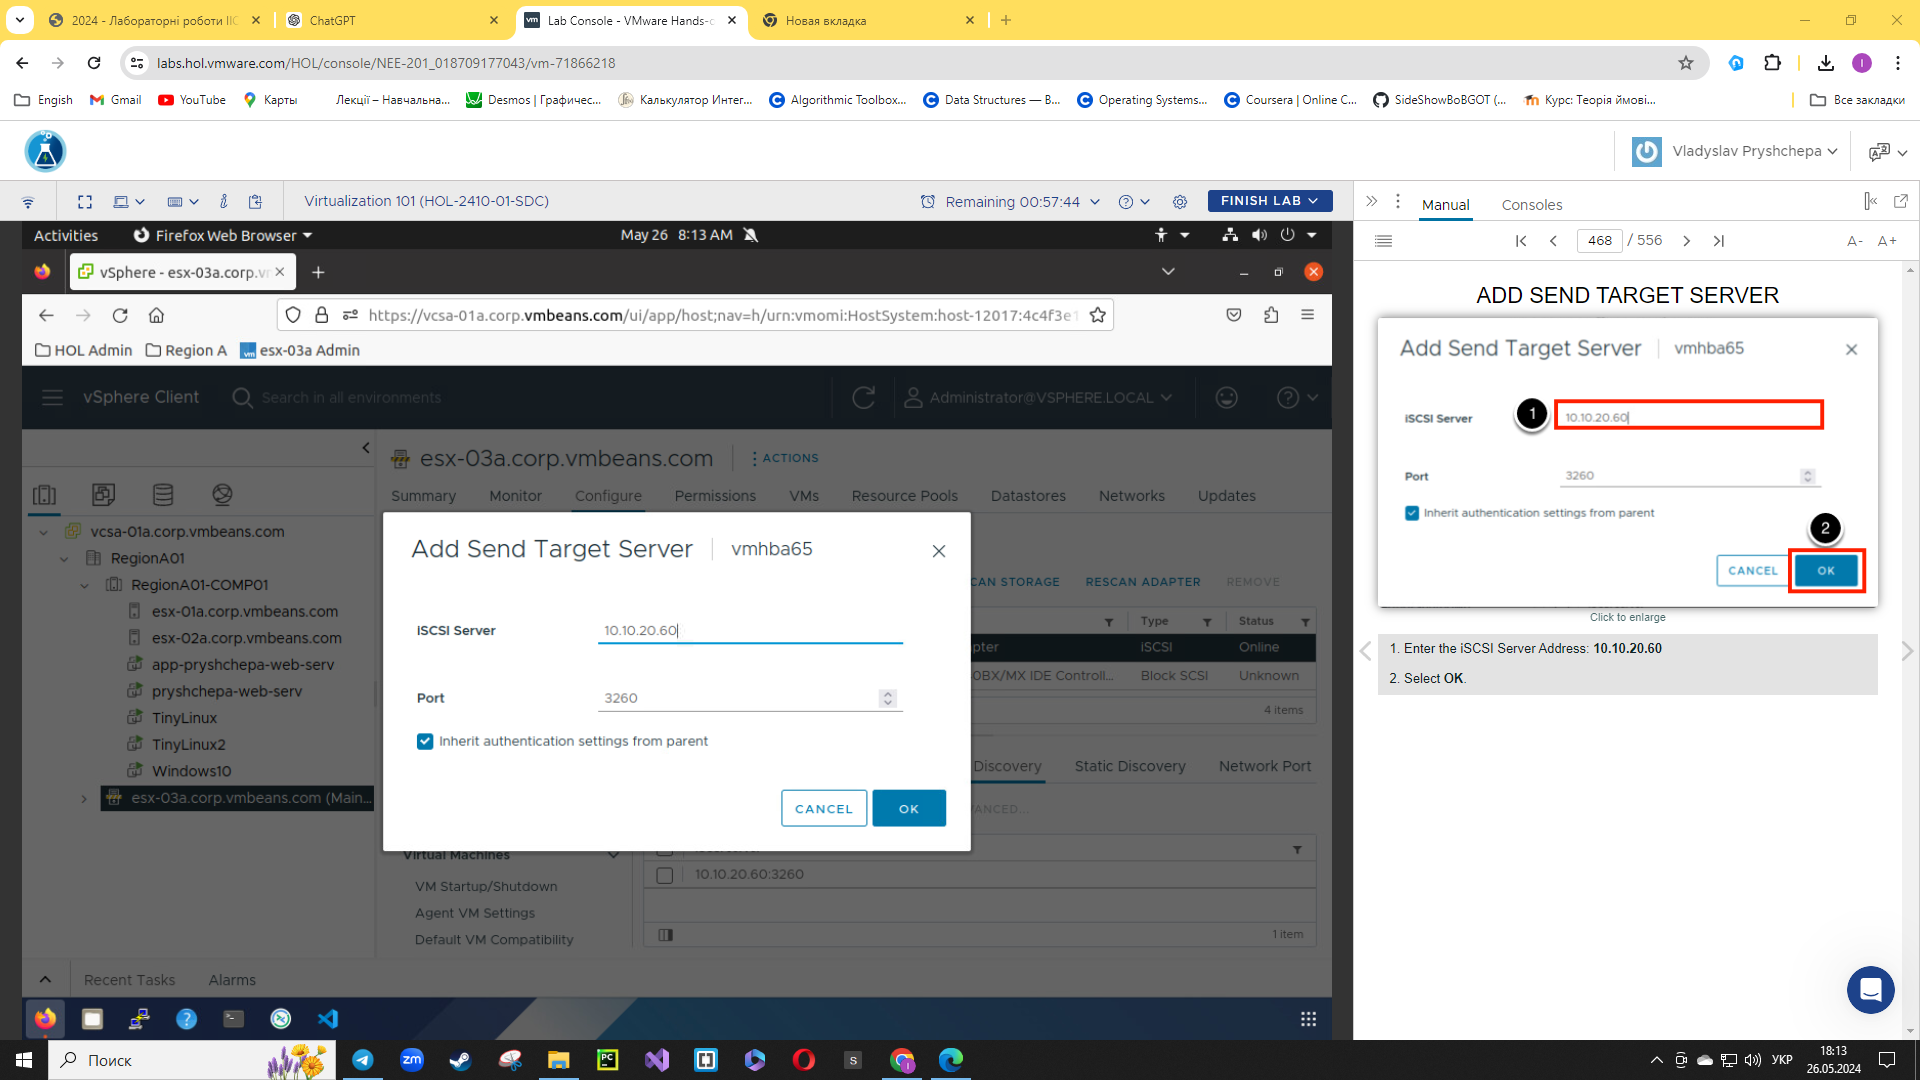 2024 - Лабораторні роботи ІІС
ChatGPT
Lab Console - VMware Hands-o
Новая вкладка
labs.hol.vmware.com/HOL/console/NEE-201_018709177043/vm-71866218
Engish
Gmail
YouTube
Карты
Лекції – Навчальна...
Desmos | Графичес...
Калькулятор Интег...
Algorithmic Toolbox...
Data Structures — B...
Operating Systems...
Coursera | Online C...
SideShowBoBGOT (...
Курс: Теорія ймові...
Все закладки
Vladyslav Pryshchepa
Virtualization 101 (HOL-2410-01-SDC)
Remaining 00:57:44
FINISH LAB
Manual
Consoles
Activities
Firefox Web Browser
May 26 8:13 AM
468 / 556
A- A+
vSphere - esx-03a.corp.vm
https://vcsa-01a.corp.vmbeans.com/ui/app/host;nav=h/urn:vmomi:HostSystem:host-12017:4c4f3e1
HOL Admin
Region A
esx-03a Admin
vSphere Client
Search in all environments
Administrator@VSPHERE.LOCAL
esx-03a.corp.vmbeans.com
ACTIONS
Summary
Monitor
Configure
Permissions
VMs
Resource Pools
Datastores
Networks
Updates
vcsa-01a.corp.vmbeans.com
RegionA01
RegionA01-COMP01
esx-01a.corp.vmbeans.com
esx-02a.corp.vmbeans.com
app-pryshchepa-web-serv
pryshchepa-web-serv
TinyLinux
TinyLinux2
Windows10
esx-03a.corp.vmbeans.com (Main...
Add Send Target Server
vmhba65
iSCSI Server
10.10.20.60
Port
3260
Inherit authentication settings from parent
CANCEL
OK
CAN STORAGE
RESCAN ADAPTER
REMOVE
Type
Status
pter
iSCSI
Online
0BX/MX IDE Controll...
Block SCSI
Unknown
4 items
Discovery
Static Discovery
Network Port
VANCED...
Virtual Machines
VM Startup/Shutdown
Agent VM Settings
Default VM Compatibility
10.10.20.60:3260
1 item
Recent Tasks
Alarms
ADD SEND TARGET SERVER
Add Send Target Server
vmhba65
iSCSI Server
1
10.10.20.60
Port
3260
Inherit authentication settings from parent
2
CANCEL
OK
Click to enlarge
1. Enter the iSCSI Server Address: 10.10.20.60
2. Select OK.
Поиск
УКР
18:13
26.05.2024